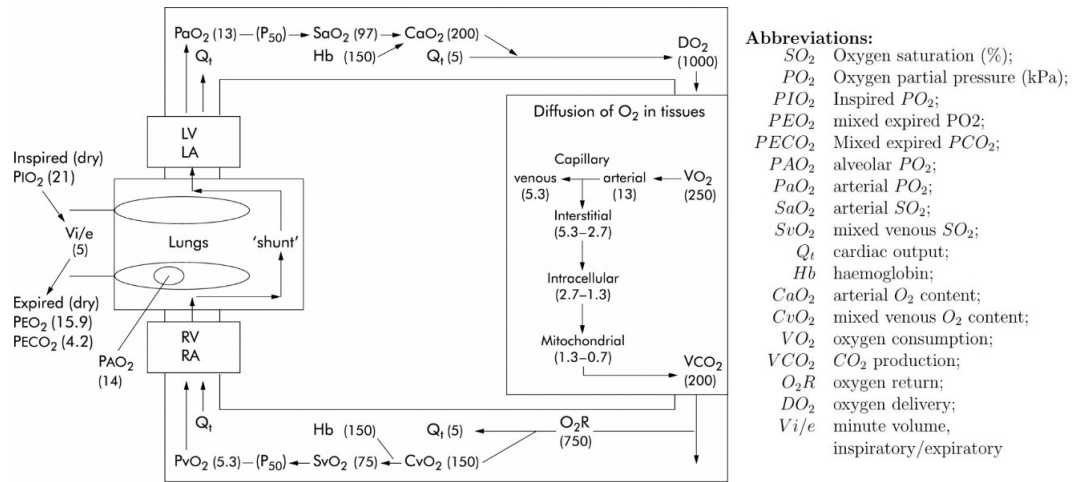 PaO2 (13) —(P50) SaO2 (97) CaO2 (200)
Qt Hb (150) Qt (5) DO2
(1000)
LV
LA
Inspired (dry)
PIO2 (21)
Vi/e
(5)
Lungs
'shunt'
Expired (dry)
PEO2 (15.9)
PECO2 (4.2)
PAO2
(14)
RV
RA
Diffusion of O2 in tissues
Capillary
venous arterial VO2
(5.3) (13) (250)
Interstitial
(5.3–2.7)
Intracellular
(2.7–1.3)
Mitochondrial
(1.3–0.7)
VCO2
(200)
Qt Hb (150) Qt (5) O2R
(750)
PvO2 (5.3) —(P50) SvO2 (75) CvO2 (150)
Abbreviations:
SO2 Oxygen saturation (%);
PO2 Oxygen partial pressure (kPa);
PIO2 Inspired PO2;
PEO2 mixed expired PO2;
PECO2 Mixed expired PCO2;
PAO2 alveolar PO2;
PaO2 arterial PO2;
SaO2 arterial SO2;
SvO2 mixed venous SO2;
Qt cardiac output;
Hb haemoglobin;
CaO2 arterial O2 content;
CvO2 mixed venous O2 content;
VO2 oxygen consumption;
VCO2 CO2 production;
O2R oxygen return;
DO2 oxygen delivery;
Vi/e minute volume,
inspiratory/expiratory